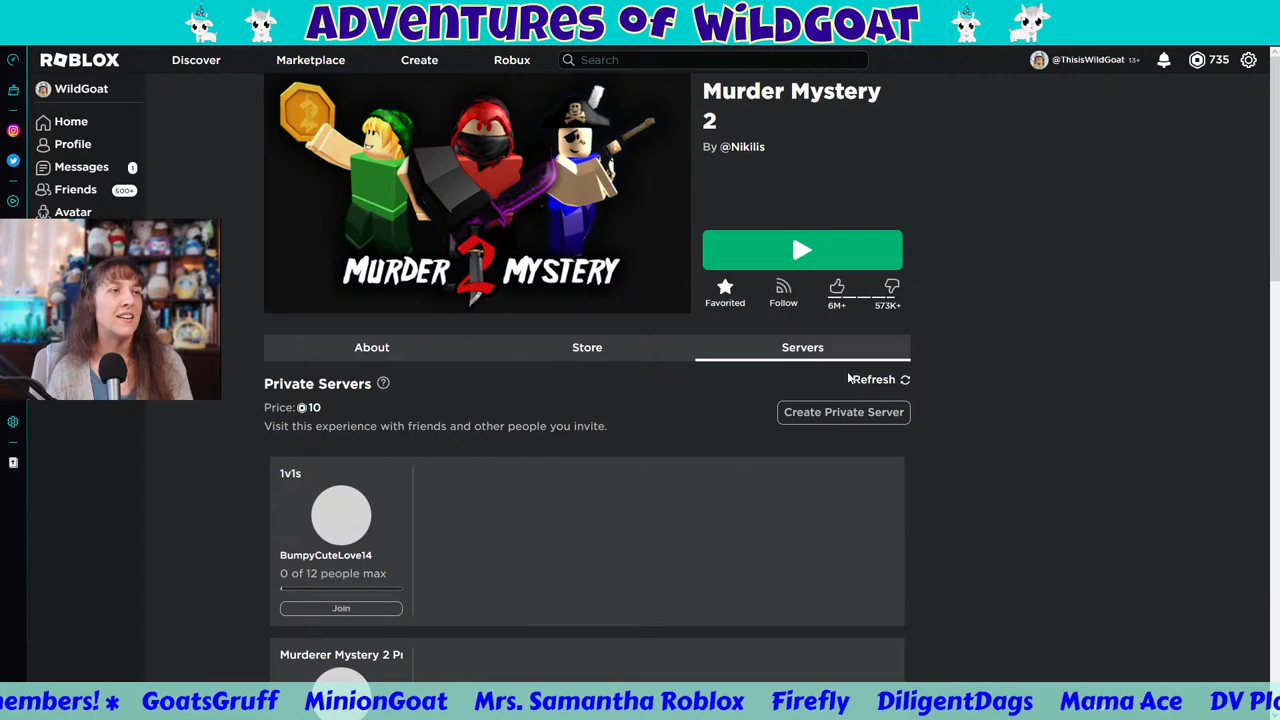 ADVENTURES OF WILDGOAT
ROBLOX
Discover
Marketplace
Create
Robux
Search
@ThisisWildGoat 13+
735
WildGoat
Home
Profile
Messages
1
Friends
500+
Avatar
MURDER 2 MYSTERY
Murder Mystery
2
By @Nikilis
Favorited
Follow
6M+
573K+
About
Store
Servers
Refresh
Private Servers
Price: 10
Create Private Server
Visit this experience with friends and other people you invite.
1v1s
BumpyCuteLove14
0 of 12 people max
Join
Murderer Mystery 2 Pr
embers! * GoatsGruff MinionGoat Mrs. Samantha Roblox Firefly DiligentDags Mama Ace DV Pl